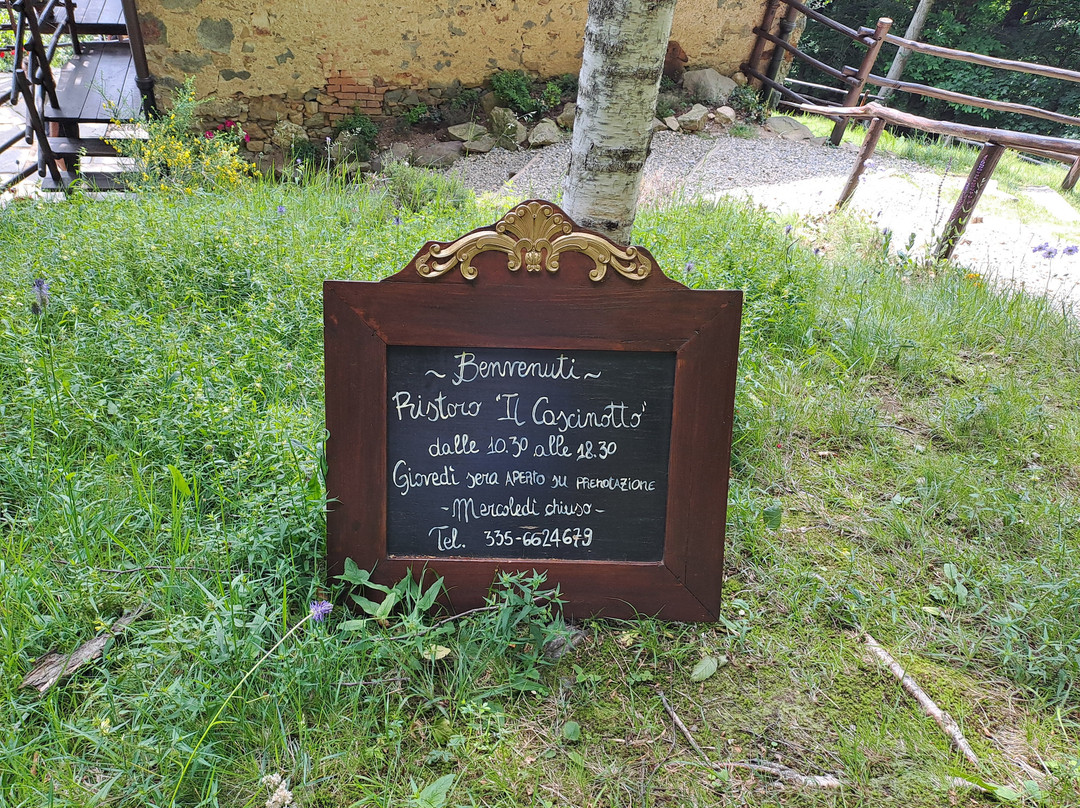 ~ Benvenuti ~
Ristoro "Il Cascinotto"
dalle 10.30 alle 18.30
Giovedì sera APERTO SU PRENOTAZIONE
- Mercoledì chiuso -
Tel. 335-6624679